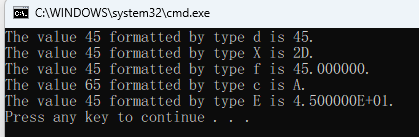 C:\WINDOWS\system32\cmd.exe
The value 45 formatted by type d is 45.
The value 45 formatted by type X is 2D.
The value 45 formatted by type f is 45.000000.
The value 65 formatted by type c is A.
The value 45 formatted by type E is 4.500000E+01.
Press any key to continue . . .